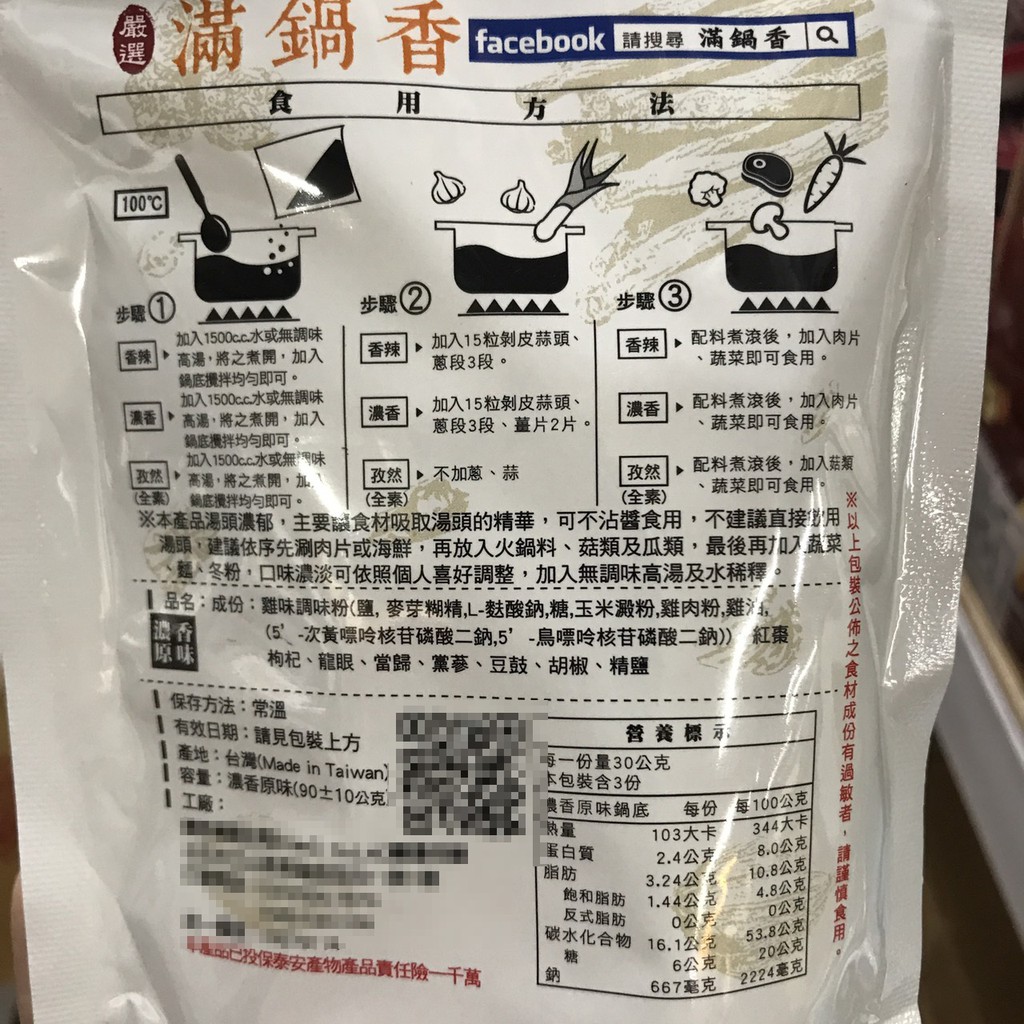 嚴選
滿鍋香
facebook 請搜尋 滿鍋香
食用方法
100℃
步驟①
香辣
加入1500c.c.水或無調味
高湯,將之煮開,加入
鍋底攪拌均勻即可。
濃香
加入1500c.c.水或無調味
高湯,將之煮開,加入
鍋底攪拌均勻即可。
孜然
(全素)
加入1500c.c.水或無調味
高湯,將之煮開,加入
鍋底攪拌均勻即可。
步驟②
香辣
加入15粒剝皮蒜頭、
蔥段3段。
濃香
加入15粒剝皮蒜頭、
蔥段3段、薑片2片。
孜然
(全素)
不加蔥、蒜
步驟③
香辣
配料煮滾後,加入肉片
、蔬菜即可食用。
濃香
配料煮滾後,加入肉片
、蔬菜即可食用。
孜然
(全素)
配料煮滾後,加入菇類
、蔬菜即可食用。
※本產品湯頭濃郁,主要讓食材吸取湯頭的精華,可不沾醬食用,不建議直接飲用
湯頭,建議依序先涮肉片或海鮮,再放入火鍋料、菇類及瓜類,最後再加入蔬菜
、麵、冬粉,口味濃淡可依照個人喜好調整,加入無調味高湯及水稀釋。
品名:
濃香
原味
成份:雞味調味粉(鹽, 麥芽糊精,L-麩酸鈉,糖,玉米澱粉,雞肉粉,雞油,
(5’-次黃嘌呤核苷磷酸二鈉,5’-鳥嘌呤核苷磷酸二鈉)) 紅棗
枸杞、龍眼、當歸、黨蔘、豆鼓、胡椒、精鹽
保存方法:常溫
有效日期:請見包裝上方
產地:台灣(Made in Taiwan)
容量:濃香原味(90±10公克)
工廠:
本產品已投保泰安產物產品責任險一千萬
營養標示
每一份量30公克
本包裝含3份
濃香原味鍋底 每份 每100公克
熱量 103大卡 344大卡
蛋白質 2.4公克 8.0公克
脂肪 3.24公克 10.8公克
飽和脂肪 1.44公克 4.8公克
反式脂肪 0公克 0公克
碳水化合物 16.1公克 53.8公克
糖 6公克 20公克
鈉 667毫克 2224毫克
※以上包裝公佈之食材成份有過敏者,請謹慎食用。